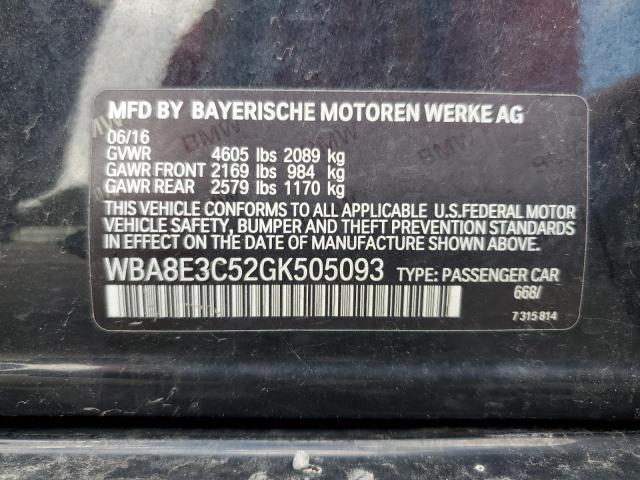 MFD BY BAYERISCHE MOTOREN WERKE AG
06/16
GVWR 4605 lbs 2089 kg
GAWR FRONT 2169 lbs 984 kg
GAWR REAR 2579 lbs 1170 kg
THIS VEHICLE CONFORMS TO ALL APPLICABLE U.S.FEDERAL MOTOR
VEHICLE SAFETY, BUMPER AND THEFT PREVENTION STANDARDS
IN EFFECT ON THE DATE OF MANUFACTURE SHOWN ABOVE.
WBA8E3C52GK505093 TYPE: PASSENGER CAR
668/
7 315 814